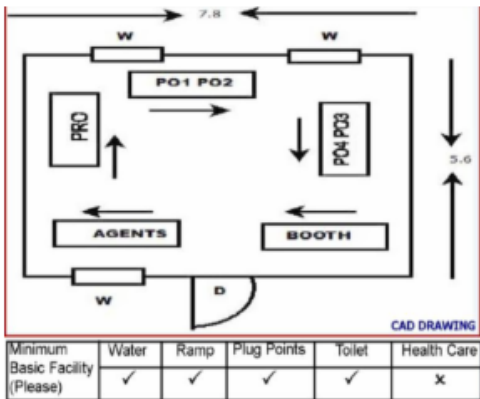 7.8
W W
PO1 PO2
PRO
PO4 PO3
5.6
AGENTS
BOOTH
W
D
CAD DRAWING
Minimum Basic Facility (Please) Water Ramp Plug Points Toilet Health Care
✓ ✓ ✓ ✓ x